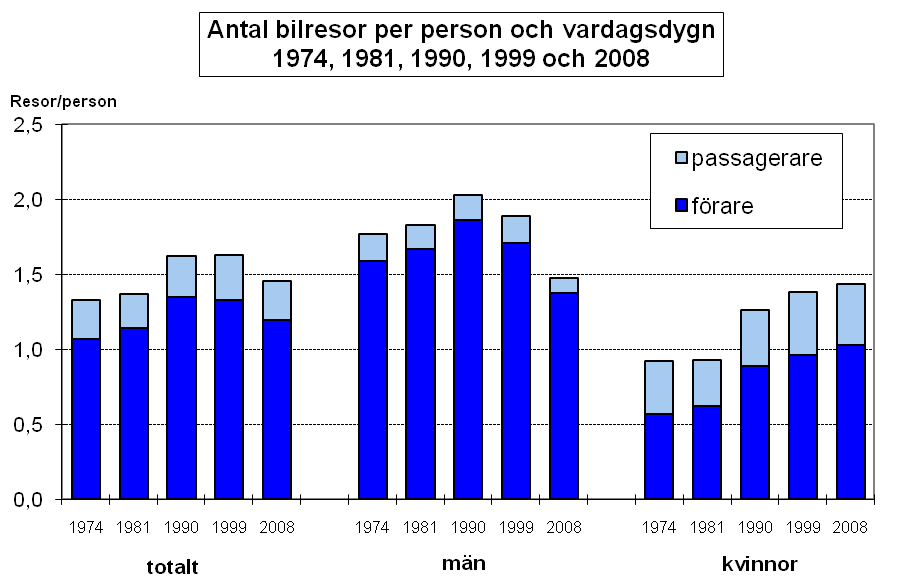 Antal bilresor per person och vardagsdygn
1974, 1981, 1990, 1999 och 2008
Resor/person
2,5
2,0
1,5
1,0
0,5
0,0
passagerare
förare
1974 1981 1990 1999 2008 1974 1981 1990 1999 2008 1974 1981 1990 1999 2008
totalt män kvinnor